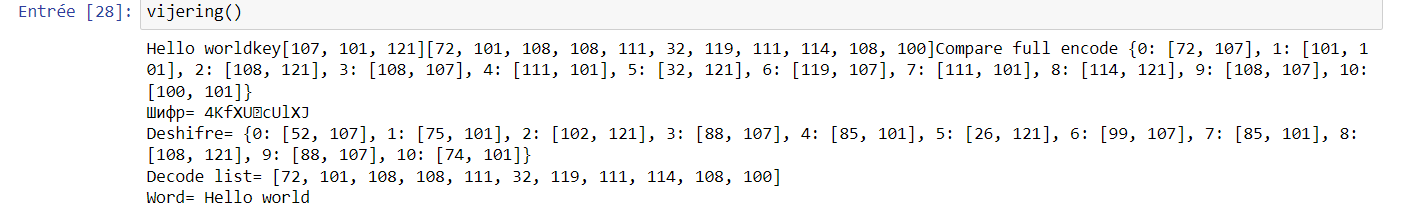 Entrée [28]: vijering()
Hello worldkey[107, 101, 121][72, 101, 108, 108, 111, 32, 119, 111, 114, 108, 100]Compare full encode {0: [72, 107], 1: [101, 1
01], 2: [108, 121], 3: [108, 107], 4: [111, 101], 5: [32, 121], 6: [119, 107], 7: [111, 101], 8: [114, 121], 9: [108, 107], 10:
[100, 101]}
Шифр= 4KfXU�cUlXJ
Deshifre= {0: [52, 107], 1: [75, 101], 2: [102, 121], 3: [88, 107], 4: [85, 101], 5: [26, 121], 6: [99, 107], 7: [85, 101], 8:
[108, 121], 9: [88, 107], 10: [74, 101]}
Decode list= [72, 101, 108, 108, 111, 32, 119, 111, 114, 108, 100]
Word= Hello world